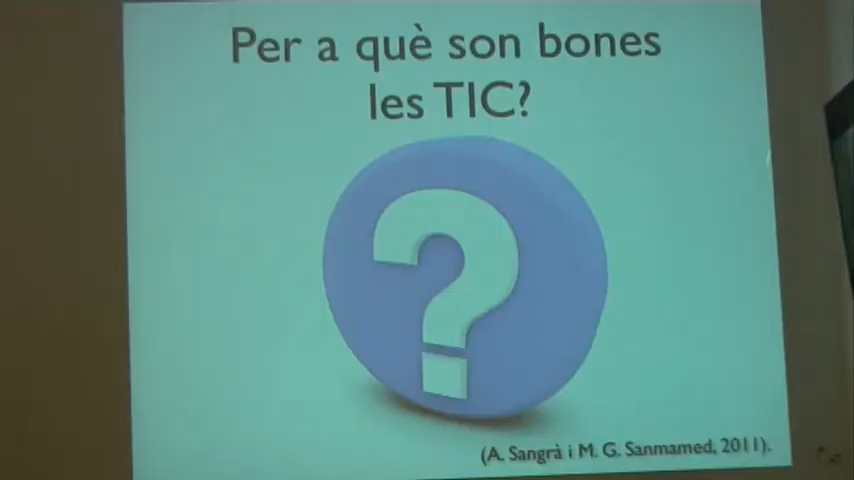 Per a què son bones
les TIC?
(A. Sangrà i M. G. Sanmamed, 2011).